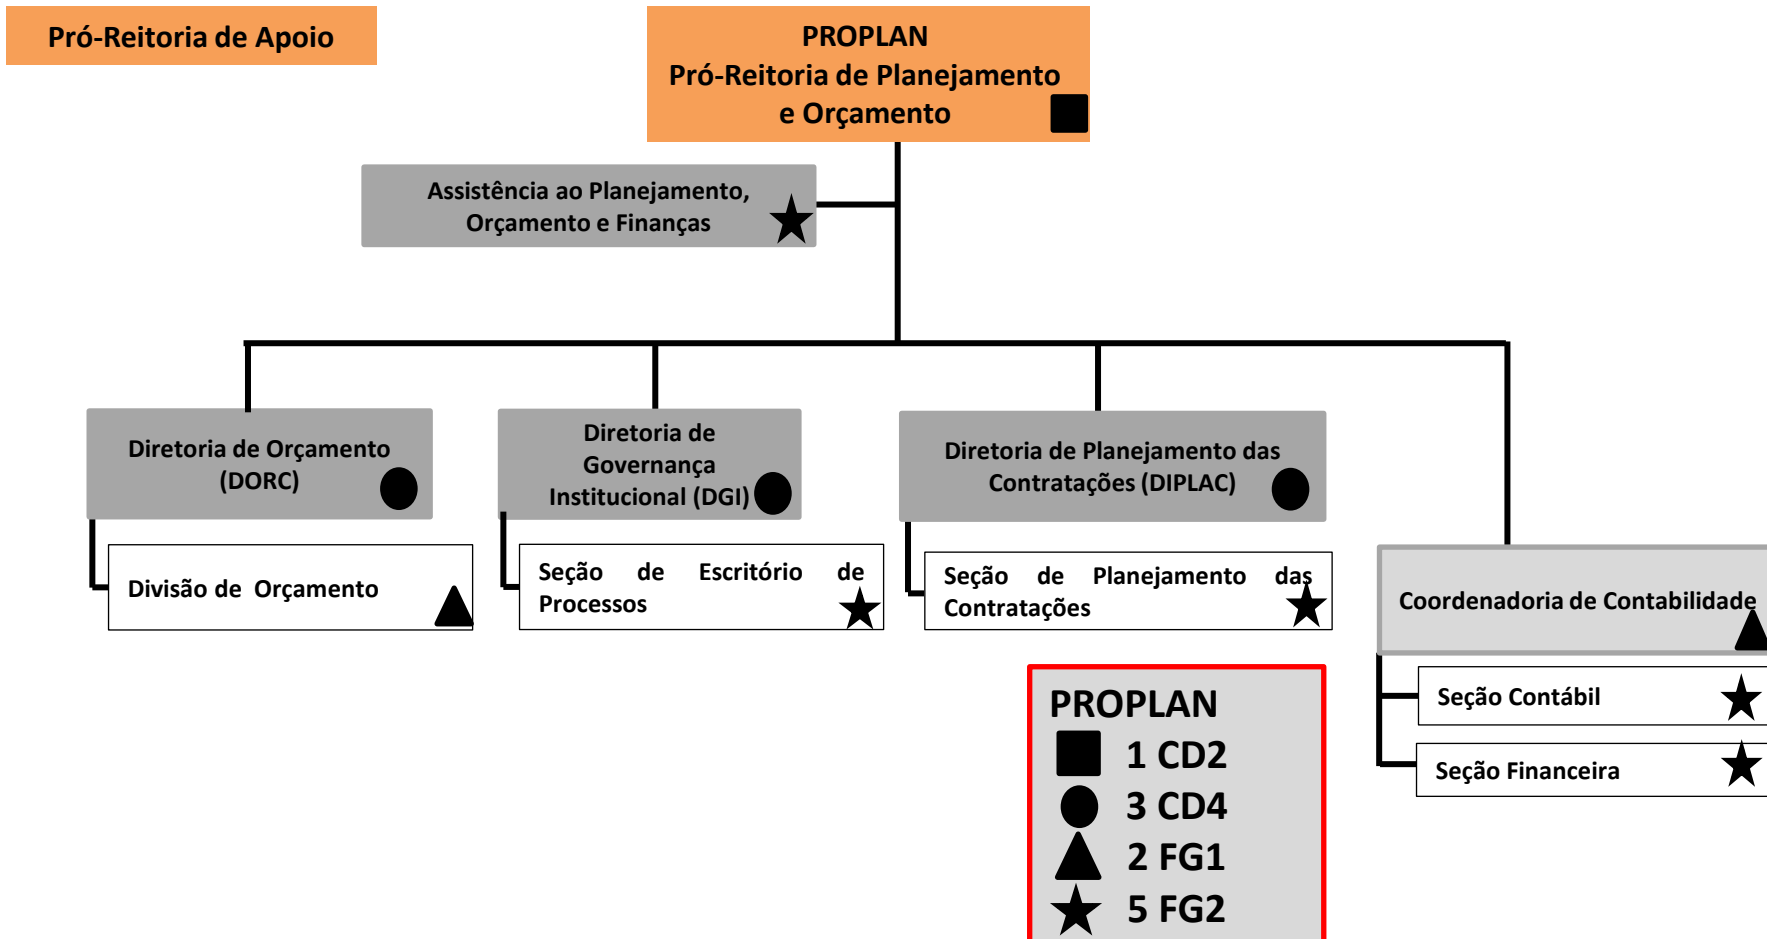 Pró-Reitoria de Apoio
PROPLAN
Pró-Reitoria de Planejamento
e Orçamento
Assistência ao Planejamento,
Orçamento e Finanças
Diretoria de Orçamento
(DORC)
Diretoria de
Governança
Institucional (DGI)
Diretoria de Planejamento das
Contratações (DIPLAC)
Divisão de Orçamento
Seção de Escritório de
Processos
Seção de Planejamento das
Contratações
Coordenadoria de Contabilidade
Seção Contábil
Seção Financeira
PROPLAN
1 CD2
3 CD4
2 FG1
5 FG2